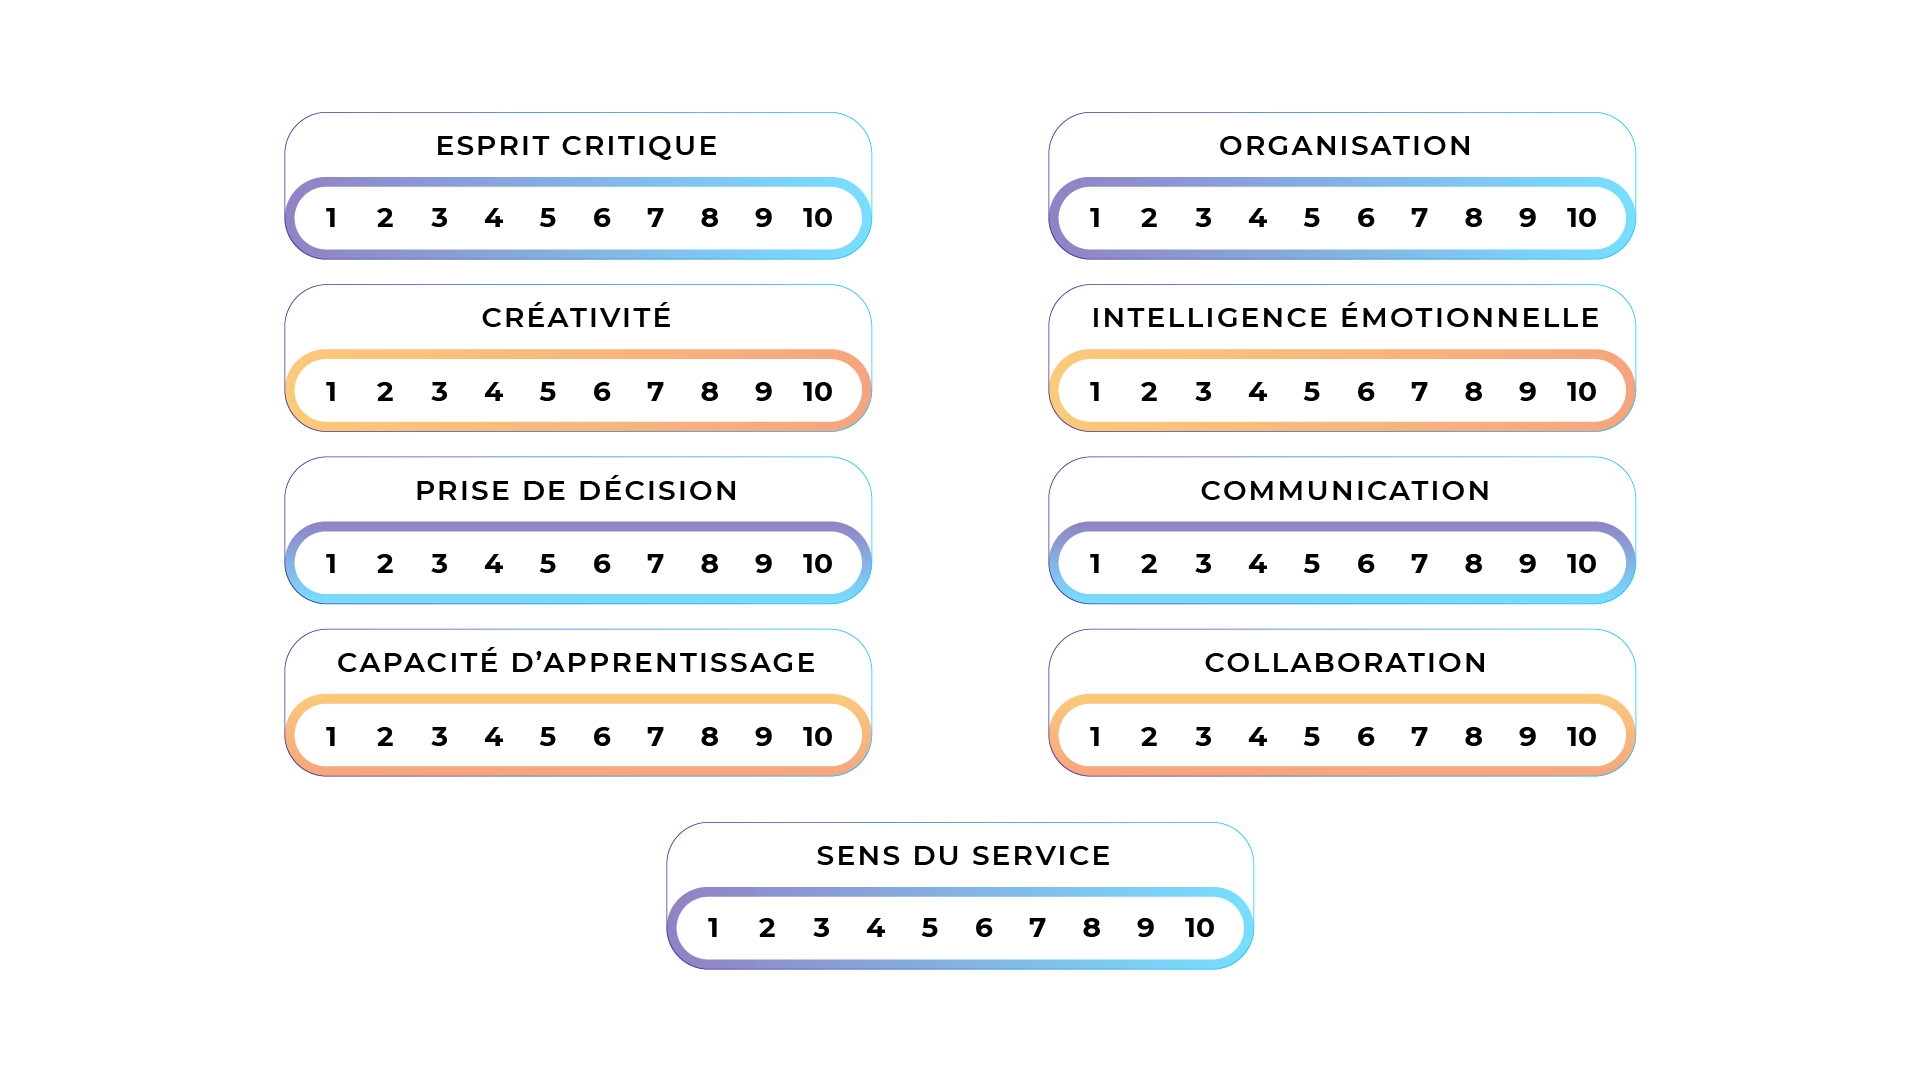 ESPRIT CRITIQUE
1 2 3 4 5 6 7 8 9 10
CRÉATIVITÉ
1 2 3 4 5 6 7 8 9 10
PRISE DE DÉCISION
1 2 3 4 5 6 7 8 9 10
CAPACITÉ D’APPRENTISSAGE
1 2 3 4 5 6 7 8 9 10
ORGANISATION
1 2 3 4 5 6 7 8 9 10
INTELLIGENCE ÉMOTIONNELLE
1 2 3 4 5 6 7 8 9 10
COMMUNICATION
1 2 3 4 5 6 7 8 9 10
COLLABORATION
1 2 3 4 5 6 7 8 9 10
SENS DU SERVICE
1 2 3 4 5 6 7 8 9 10